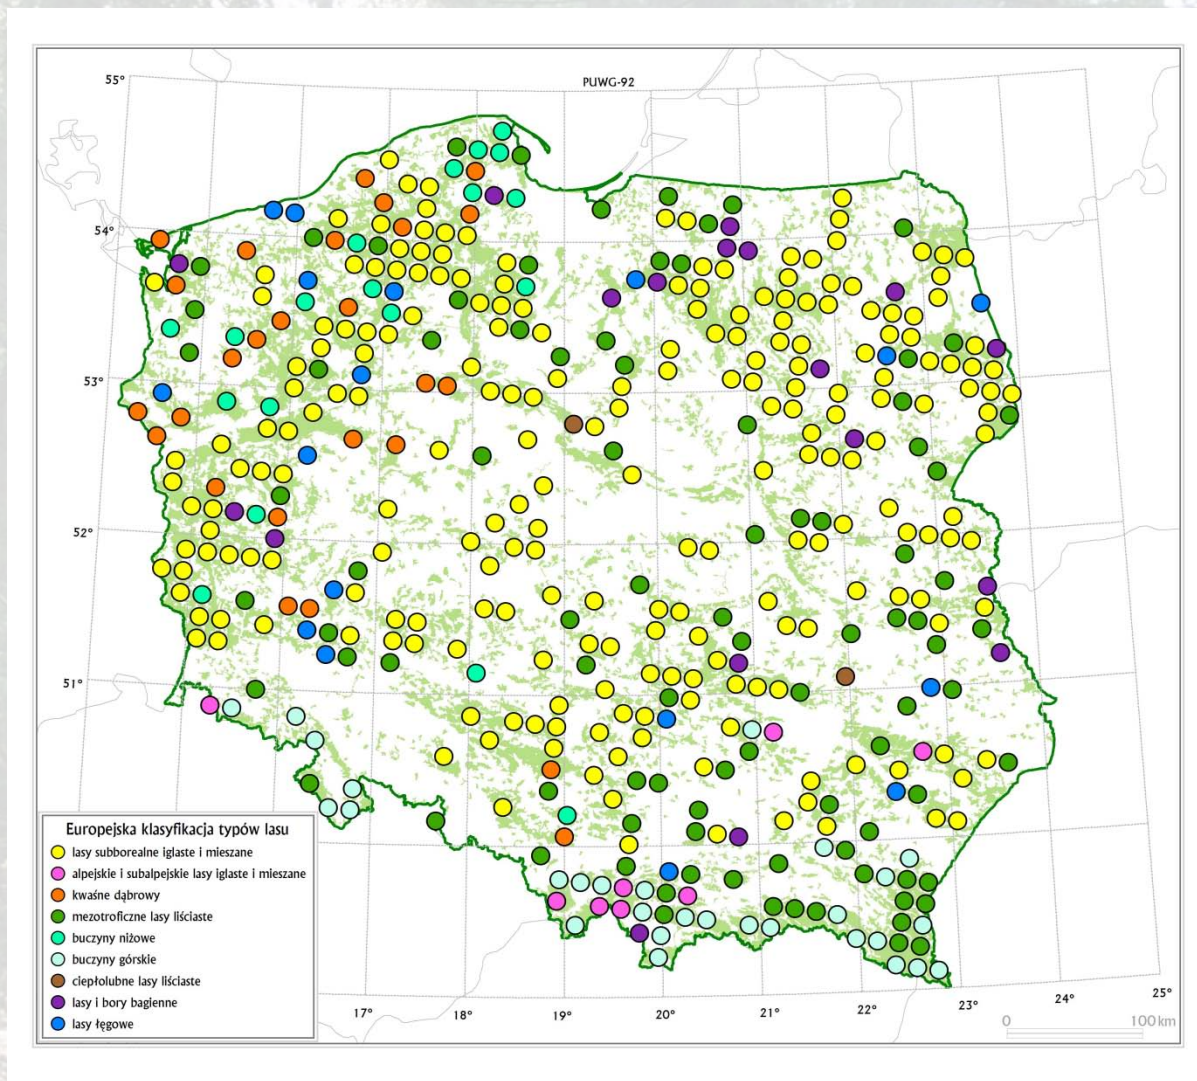 PUWG-92
55°
54°
53°
52°
51°
Europejska klasyfikacja typów lasu
lasy subborealne iglaste i mieszane
alpejskie i subalpejskie lasy iglaste i mieszane
kwaśne dąbrowy
mezotroficzne lasy liściaste
buczyny niżowe
buczyny górskie
ciepłolubne lasy liściaste
lasy i bory bagienne
lasy łęgowe
17°
18°
19°
20°
21°
22°
23°
24°
25°
0
100 km